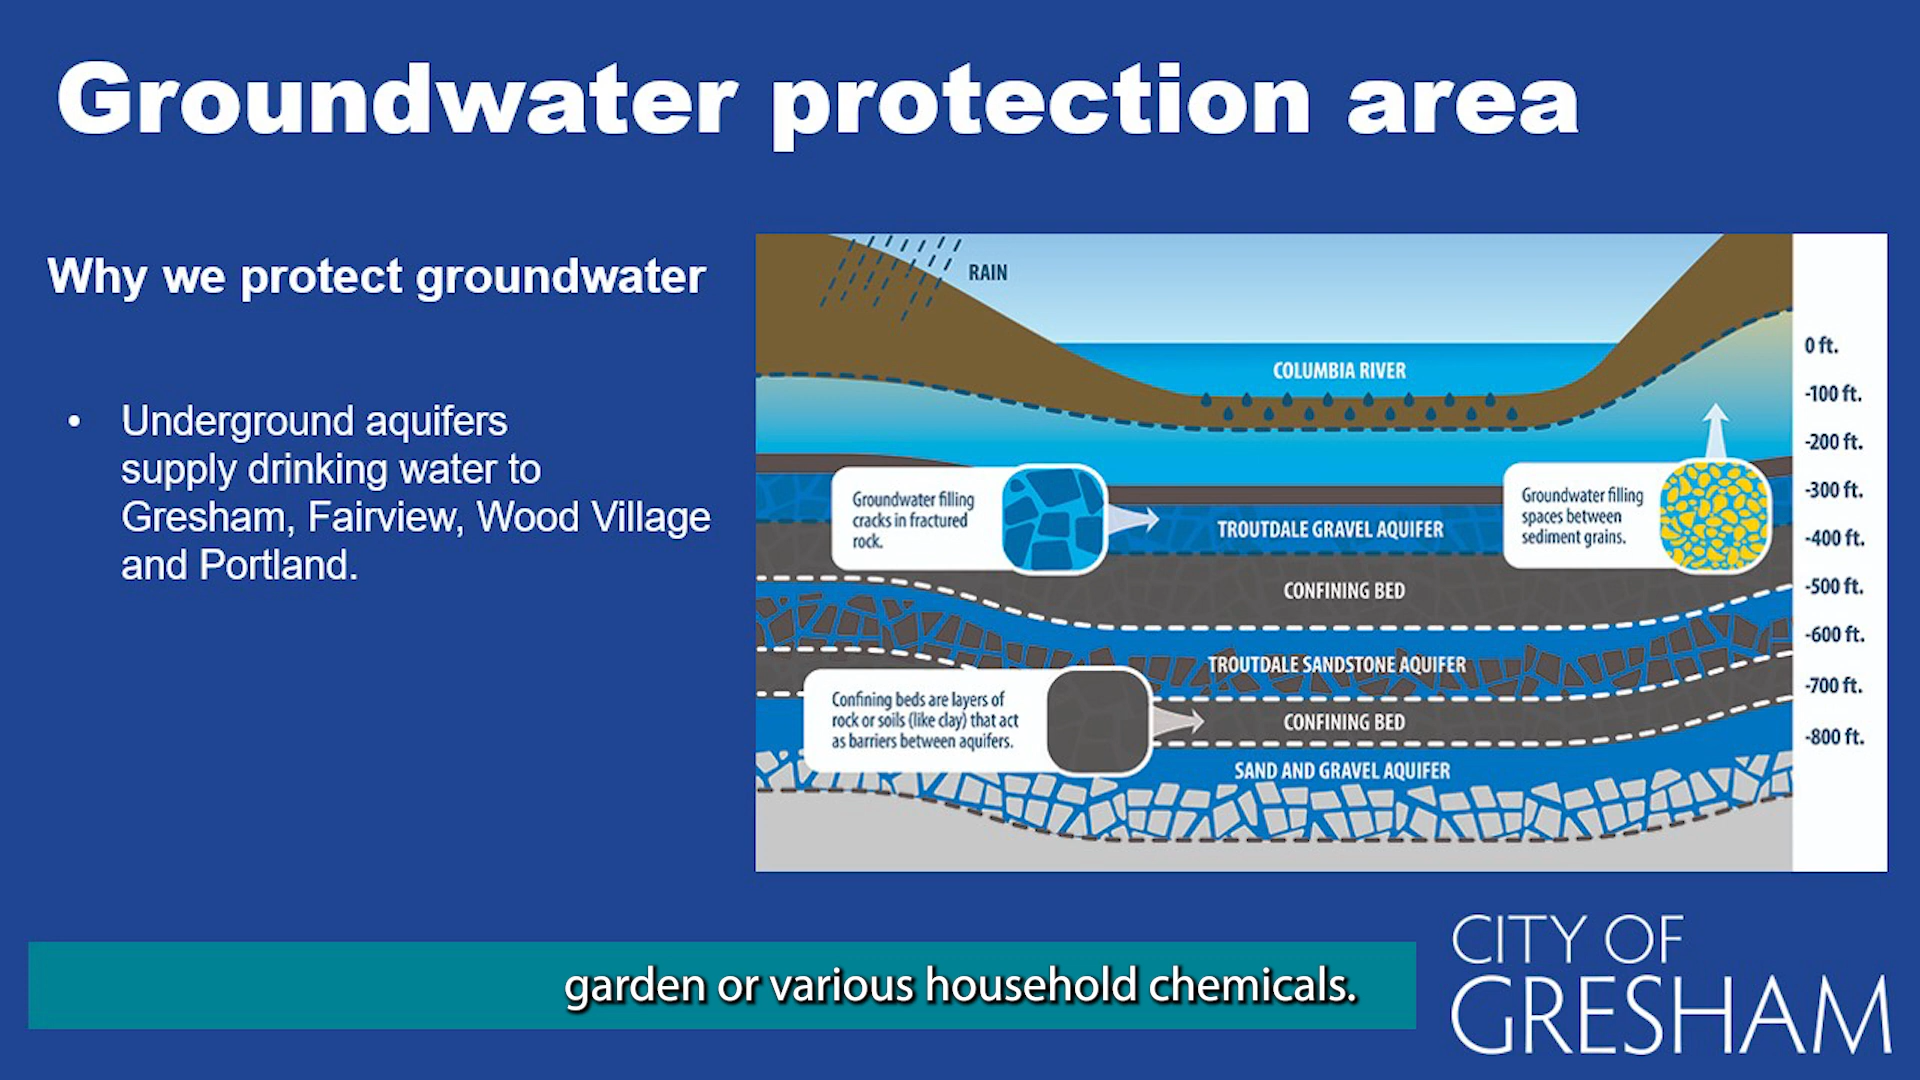 Groundwater protection area
Why we protect groundwater
• Underground aquifers
supply drinking water to
Gresham, Fairview, Wood Village
and Portland.
RAIN
COLUMBIA RIVER
0 ft.
-100 ft.
-200 ft.
-300 ft.
-400 ft.
-500 ft.
-600 ft.
-700 ft.
-800 ft.
Groundwater filling
cracks in fractured
rock.
TROUTDALE GRAVEL AQUIFER
Groundwater filling
spaces between
sediment grains.
CONFINING BED
TROUTDALE SANDSTONE AQUIFER
Confining beds are layers of
rock or soils (like clay) that act
as barriers between aquifers.
CONFINING BED
SAND AND GRAVEL AQUIFER
garden or various household chemicals.
CITY OF
GRESHAM